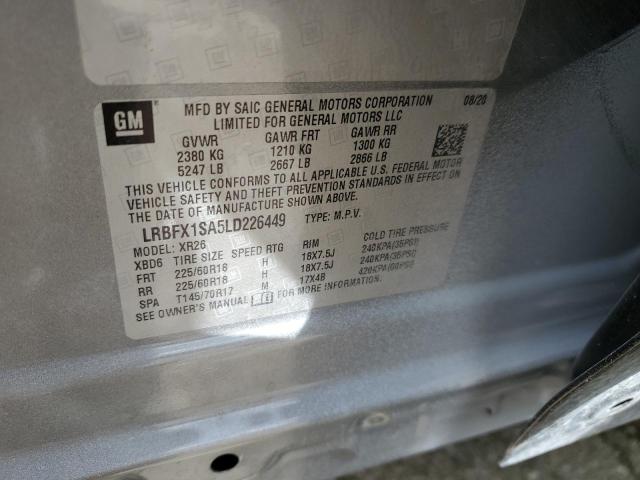 GM
MFD BY SAIC GENERAL MOTORS CORPORATION 08/20
LIMITED FOR GENERAL MOTORS LLC
GVWR GAWR FRT GAWR RR
2380 KG 1210 KG 1300 KG
5247 LB 2667 LB 2866 LB
THIS VEHICLE CONFORMS TO ALL APPLICABLE U.S. FEDERAL MOTOR
VEHICLE SAFETY AND THEFT PREVENTION STANDARDS IN EFFECT ON
THE DATE OF MANUFACTURE SHOWN ABOVE.
LRBFX1SA5LD226449 TYPE: M.P.V.
MODEL: XR26
XBD6 TIRE SIZE SPEED RTG RIM COLD TIRE PRESSURE
FRT 225/60R18 H 18X7.5J 240KPA(35PSI)
RR 225/60R18 H 18X7.5J 240KPA(35PSI)
SPA T145/70R17 M 17X4B 420KPA(60PSI)
SEE OWNER'S MANUAL FOR MORE INFORMATION.